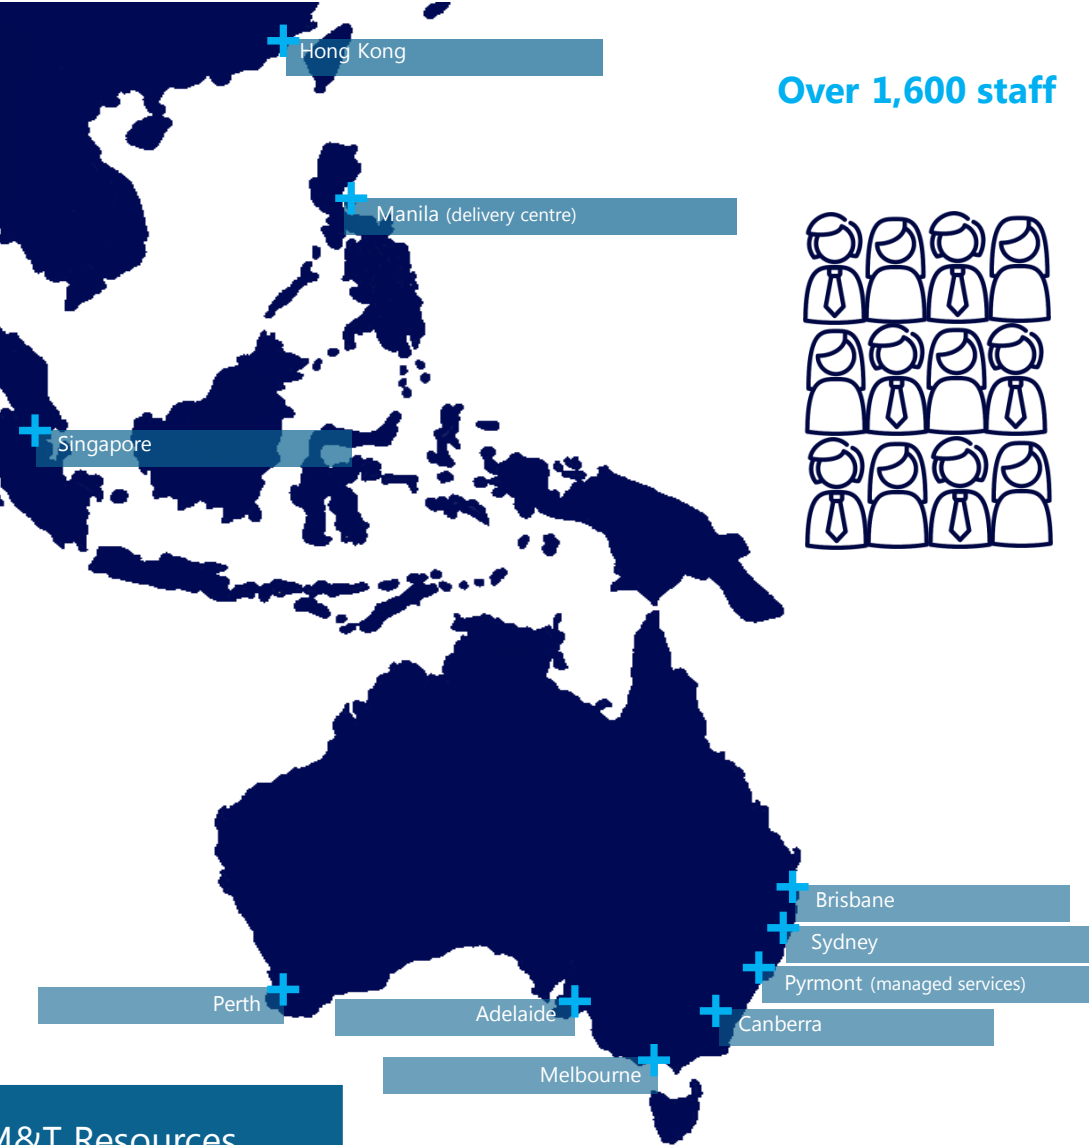 Hong Kong
Over 1,600 staff
Manila (delivery centre)
Singapore
Brisbane
Sydney
Pyrmont (managed services)
Perth
Adelaide
Canberra
Melbourne
M&T Resources